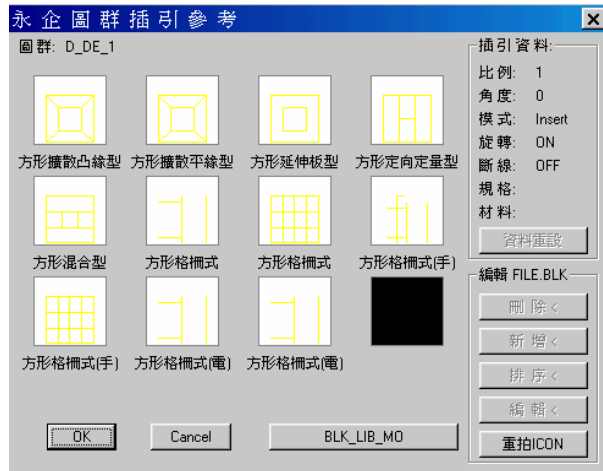 永企圖群插引參考
圖群: D_DE_1
方形擴散凸緣型 方形擴散平緣型 方形延伸板型 方形定向定量型
方形混合型 方形格柵式 方形格柵式 方形格柵式(手)
方形格柵式(手) 方形格柵式(電) 方形格柵式(電)
OK Cancel BLK_LIB_MO
插引資料:
比例: 1
角度: 0
模式: Insert
旋轉: ON
斷線: OFF
規格:
材料:
資料重設
編輯 FILE.BLK
刪 除 <
新 增 <
排 序 <
編 輯 <
重拍ICON